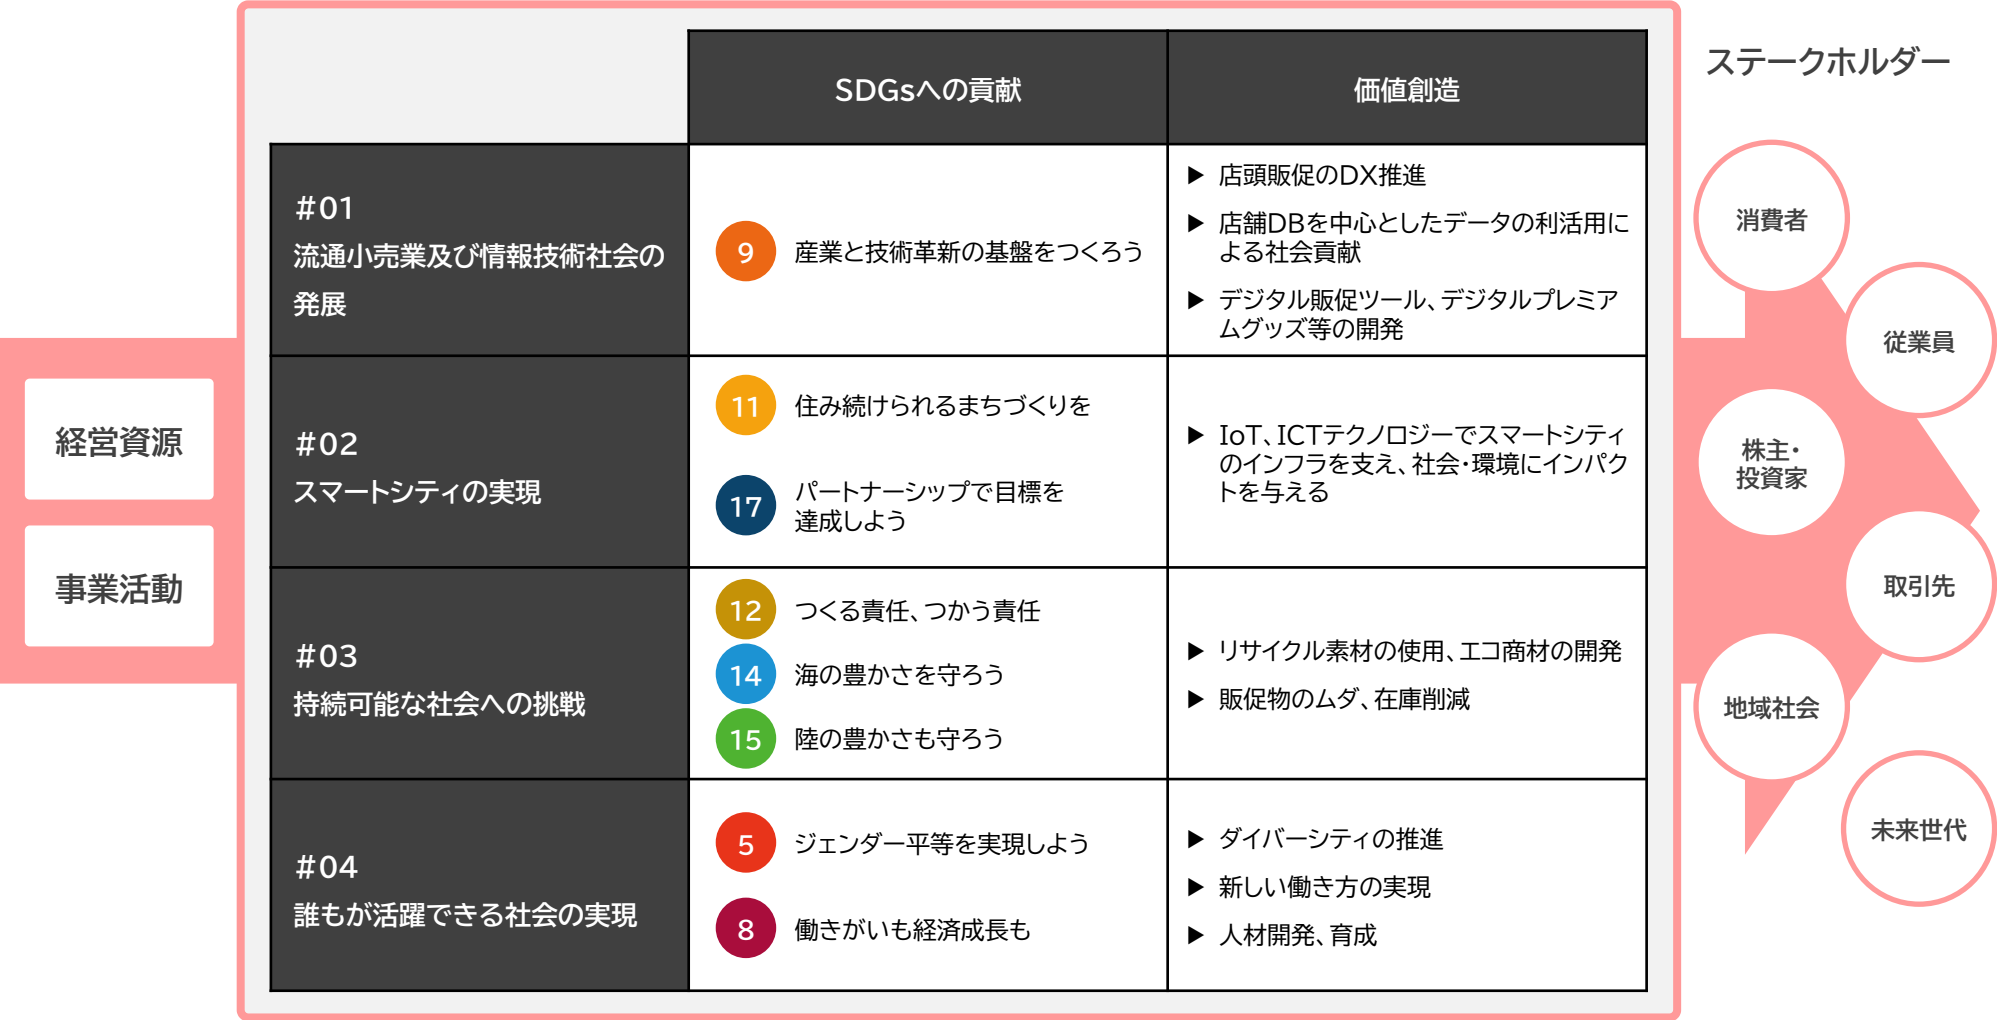 経営資源
事業活動
SDGsへの貢献
価値創造
#01
流通小売業及び情報技術社会の
発展
9
産業と技術革新の基盤をつくろう
▶ 店頭販促のDX推進
▶ 店舗DBを中心としたデータの利活用に
よる社会貢献
▶ デジタル販促ツール、デジタルプレミア
ムグッズ等の開発
#02
スマートシティの実現
11
住み続けられるまちづくりを
17
パートナーシップで目標を
達成しよう
▶ IoT、ICTテクノロジーでスマートシティ
のインフラを支え、社会・環境にインパク
トを与える
#03
持続可能な社会への挑戦
12
つくる責任、つかう責任
14
海の豊かさを守ろう
15
陸の豊かさも守ろう
▶ リサイクル素材の使用、エコ商材の開発
▶ 販促物のムダ、在庫削減
#04
誰もが活躍できる社会の実現
5
ジェンダー平等を実現しよう
8
働きがいも経済成長も
▶ ダイバーシティの推進
▶ 新しい働き方の実現
▶ 人材開発、育成
ステークホルダー
消費者
従業員
株主・
投資家
取引先
地域社会
未来世代